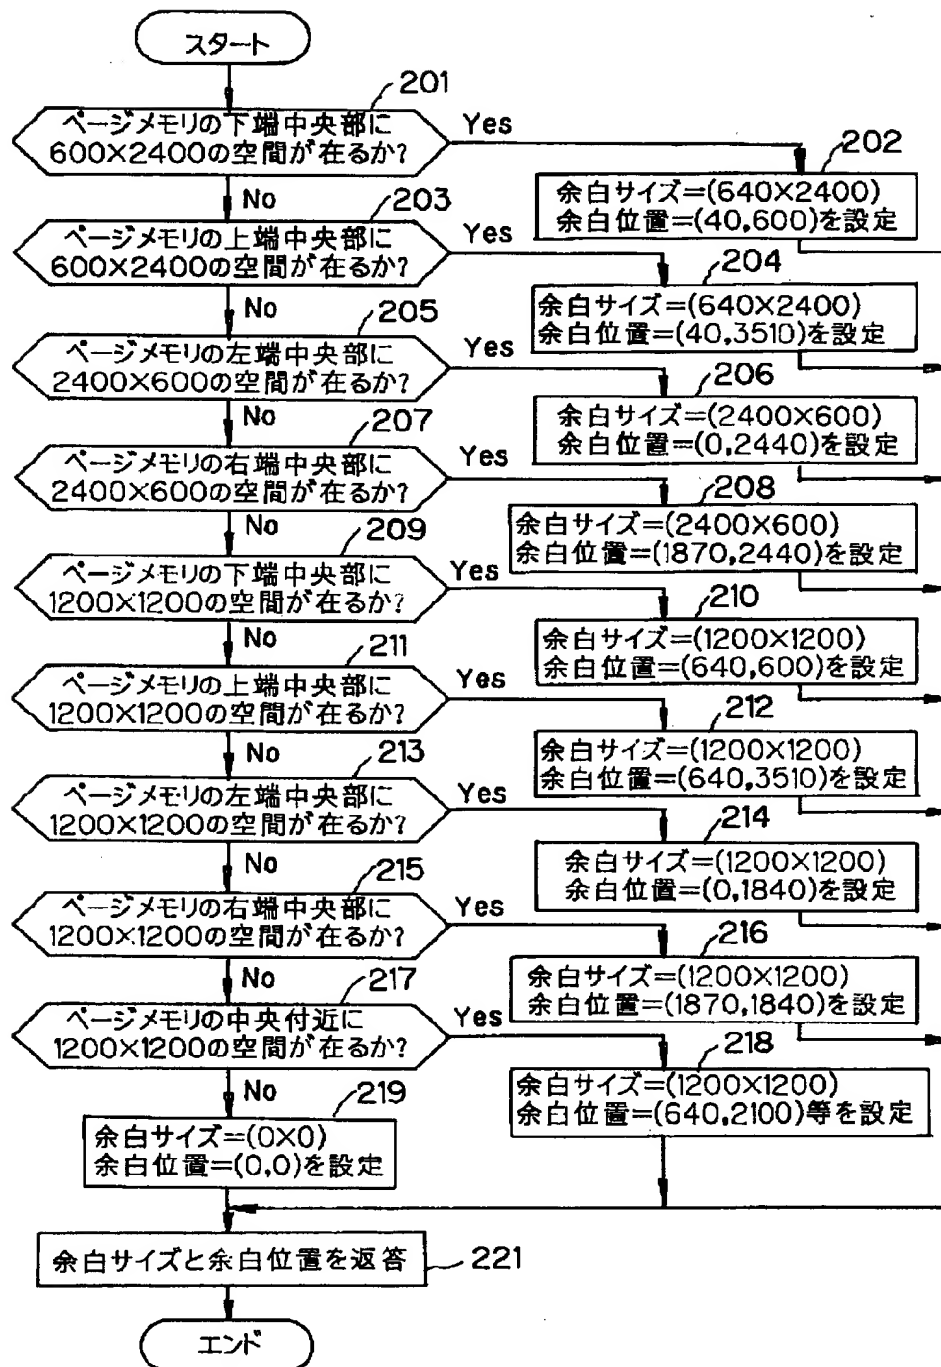 スタート
201
ページメモリの下端中央部に
600×2400の空間が在るか?
Yes
No
202
余白サイズ=(640×2400)
余白位置=(40,600)を設定
203
ページメモリの上端中央部に
600×2400の空間が在るか?
Yes
No
204
余白サイズ=(640×2400)
余白位置=(40,3510)を設定
205
ページメモリの左端中央部に
2400×600の空間が在るか?
Yes
No
206
余白サイズ=(2400×600)
余白位置=(0,2440)を設定
207
ページメモリの右端中央部に
2400×600の空間が在るか?
Yes
No
208
余白サイズ=(2400×600)
余白位置=(1870,2440)を設定
209
ページメモリの下端中央部に
1200×1200の空間が在るか?
Yes
No
210
余白サイズ=(1200×1200)
余白位置=(640,600)を設定
211
ページメモリの上端中央部に
1200×1200の空間が在るか?
Yes
No
212
余白サイズ=(1200×1200)
余白位置=(640,3510)を設定
213
ページメモリの左端中央部に
1200×1200の空間が在るか?
Yes
No
214
余白サイズ=(1200×1200)
余白位置=(0,1840)を設定
215
ページメモリの右端中央部に
1200×1200の空間が在るか?
Yes
No
216
余白サイズ=(1200×1200)
余白位置=(1870,1840)を設定
217
ページメモリの中央付近に
1200×1200の空間が在るか?
Yes
No
218
余白サイズ=(1200×1200)
余白位置=(640,2100)等を設定
219
余白サイズ=(0×0)
余白位置=(0,0)を設定
余白サイズと余白位置を返答
221
エンド